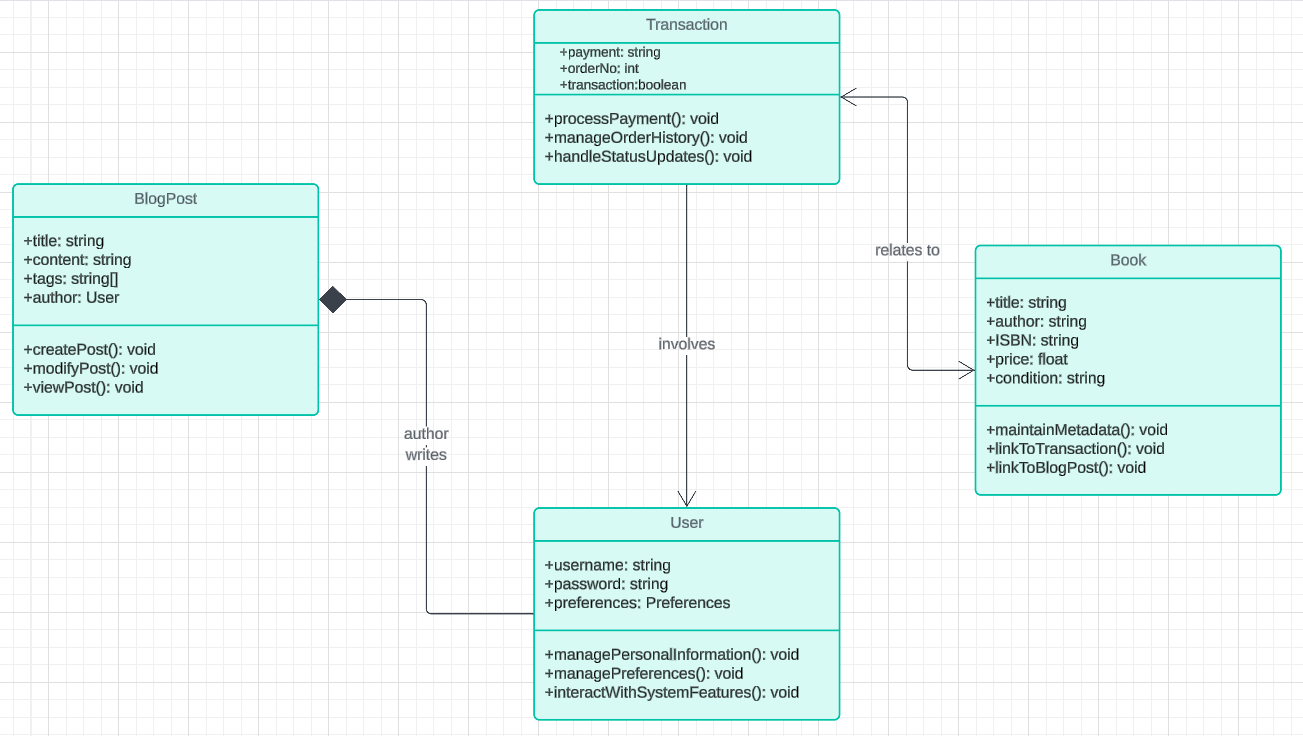 Transaction
+payment: string
+orderNo: int
+transaction:boolean
+processPayment(): void
+manageOrderHistory(): void
+handleStatusUpdates(): void
BlogPost
+title: string
+content: string
+tags: string[]
+author: User
+createPost(): void
+modifyPost(): void
+viewPost(): void
relates to
Book
+title: string
+author: string
+ISBN: string
+price: float
+condition: string
+maintainMetadata(): void
+linkToTransaction(): void
+linkToBlogPost(): void
involves
author
writes
User
+username: string
+password: string
+preferences: Preferences
+managePersonalInformation(): void
+managePreferences(): void
+interactWithSystemFeatures(): void